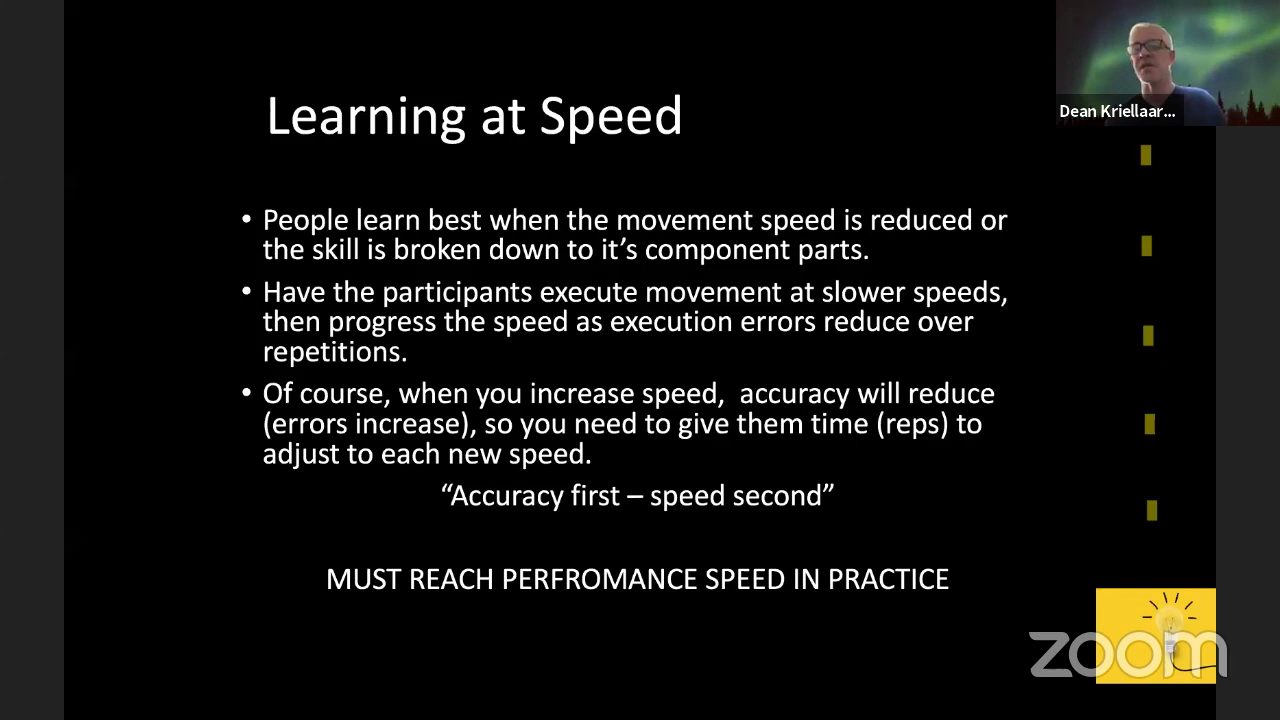 Learning at Speed
Dean Kriellaar...
• People learn best when the movement speed is reduced or
the skill is broken down to it’s component parts.
• Have the participants execute movement at slower speeds,
then progress the speed as execution errors reduce over
repetitions.
• Of course, when you increase speed,  accuracy will reduce
(errors increase), so you need to give them time (reps) to
adjust to each new speed.
“Accuracy first – speed second”
MUST REACH PERFROMANCE SPEED IN PRACTICE
zoom